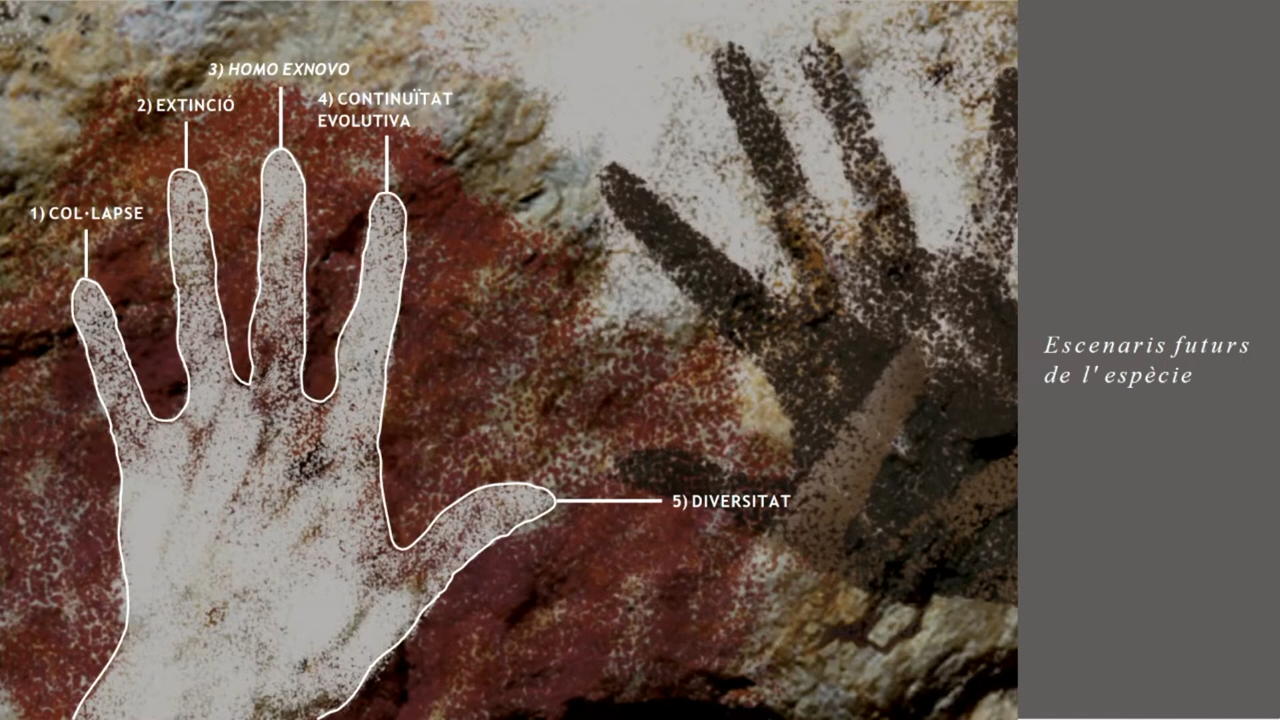 3) HOMO EXNOVO
2) EXTINCIÓ
4) CONTINUÏTAT
EVOLUTIVA
1) COL·LAPSE
5) DIVERSITAT
Escenaris futurs
de l'espècie